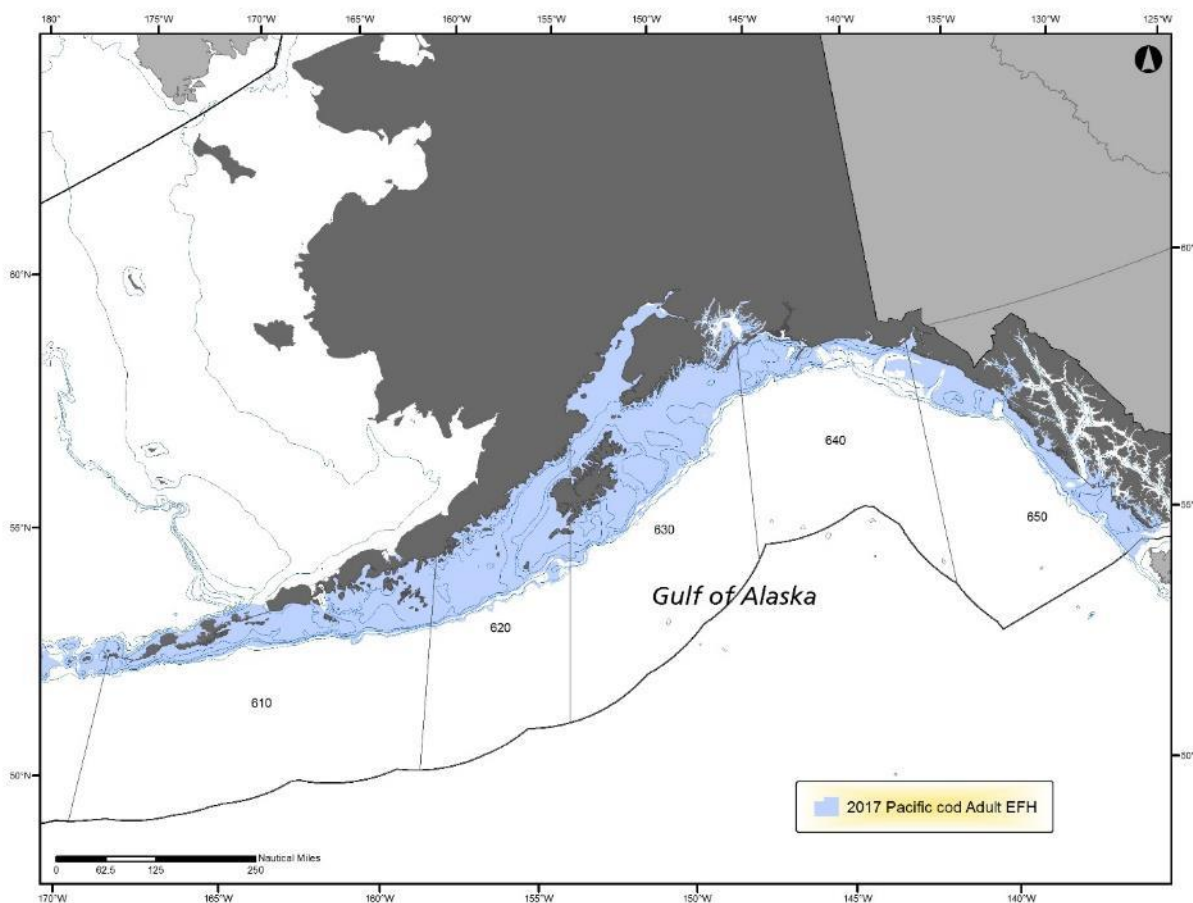 180° 175°W 170°W 165°W 160°W 155°W 150°W 145°W 140°W 135°W 130°W 125°W
60°N
60°N
640
55°N
55°N
630
650
Gulf of Alaska
620
610
50°N
50°N
2017 Pacific cod Adult EFH
Nautical Miles
0 62.5 125 250
170°W 165°W 160°W 155°W 150°W 145°W 140°W